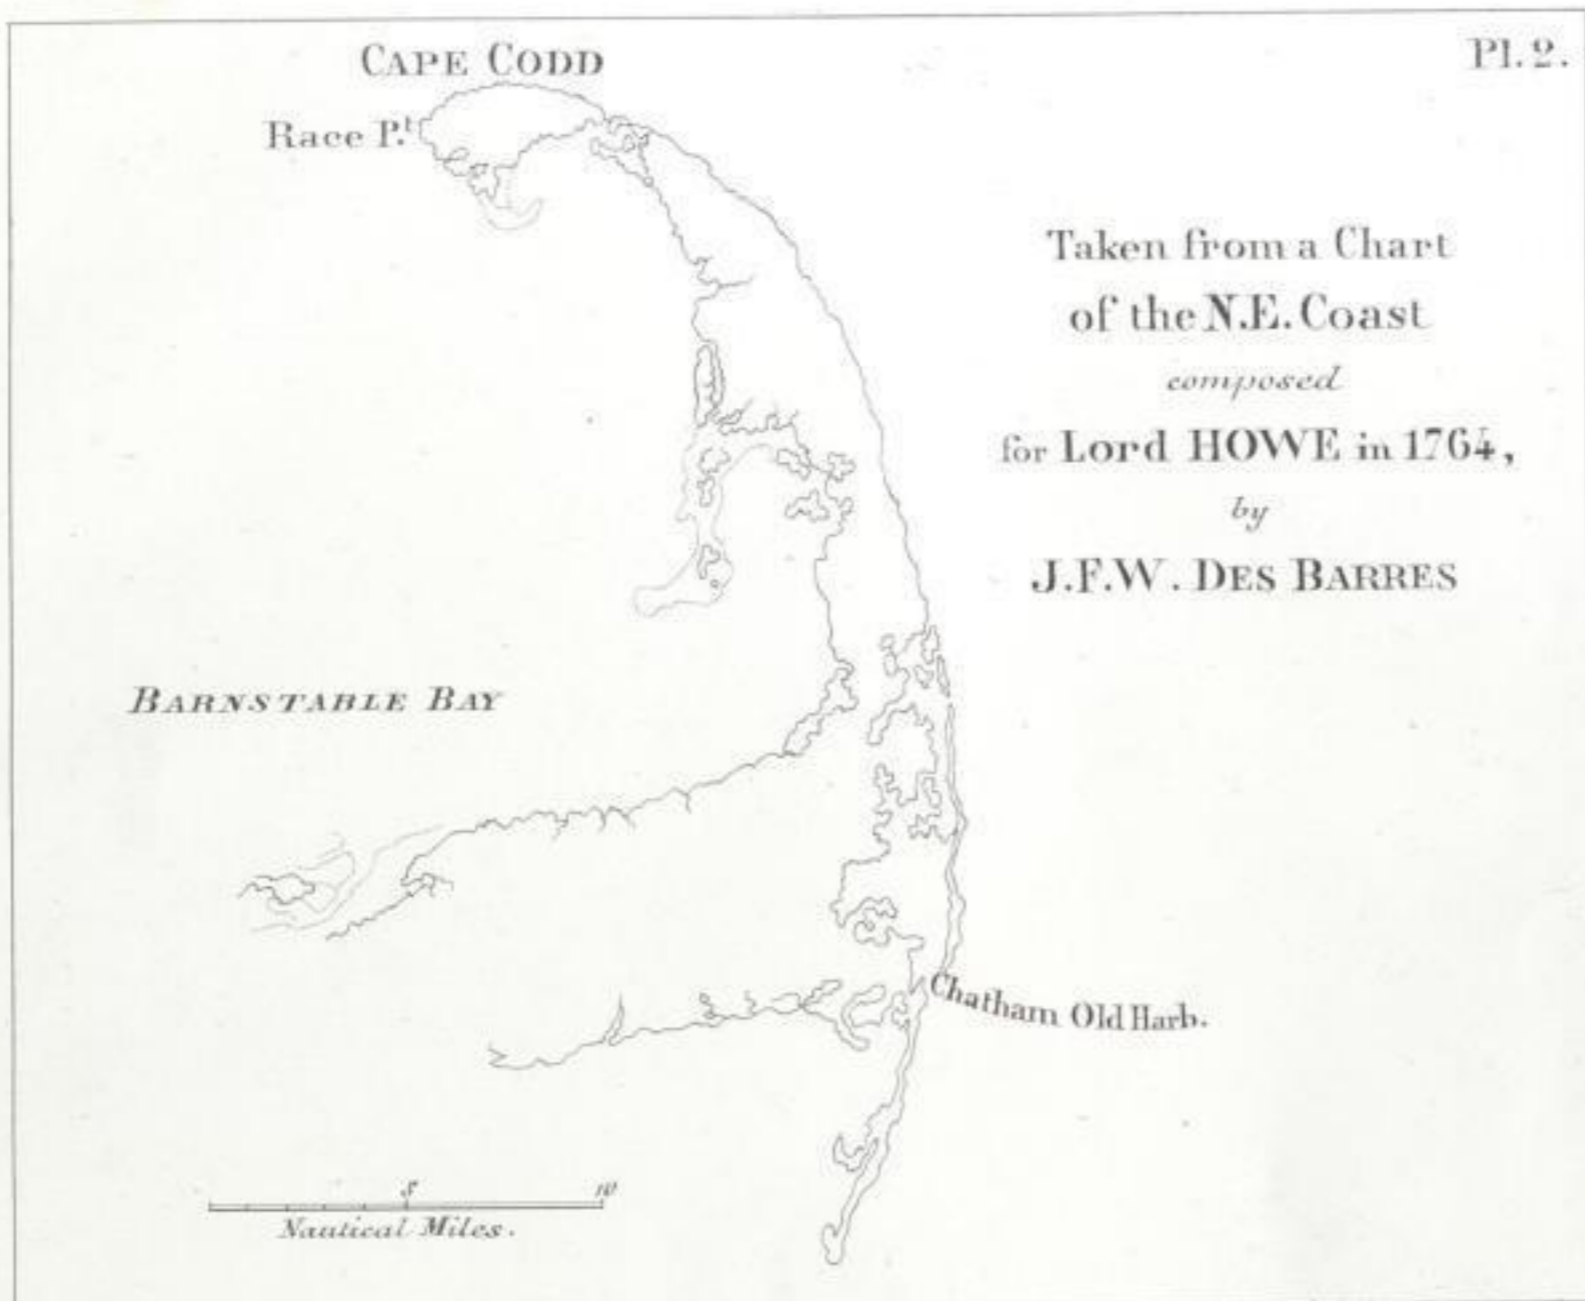 CAPE CODD
Pl. 2.
Race P.t
Taken from a Chart
of the N.E. Coast
composed
for Lord HOWE in 1764,
by
J.F.W. DES BARRES
BARNSTABLE BAY
Chatham Old Harb.
5 10
Nautical Miles.